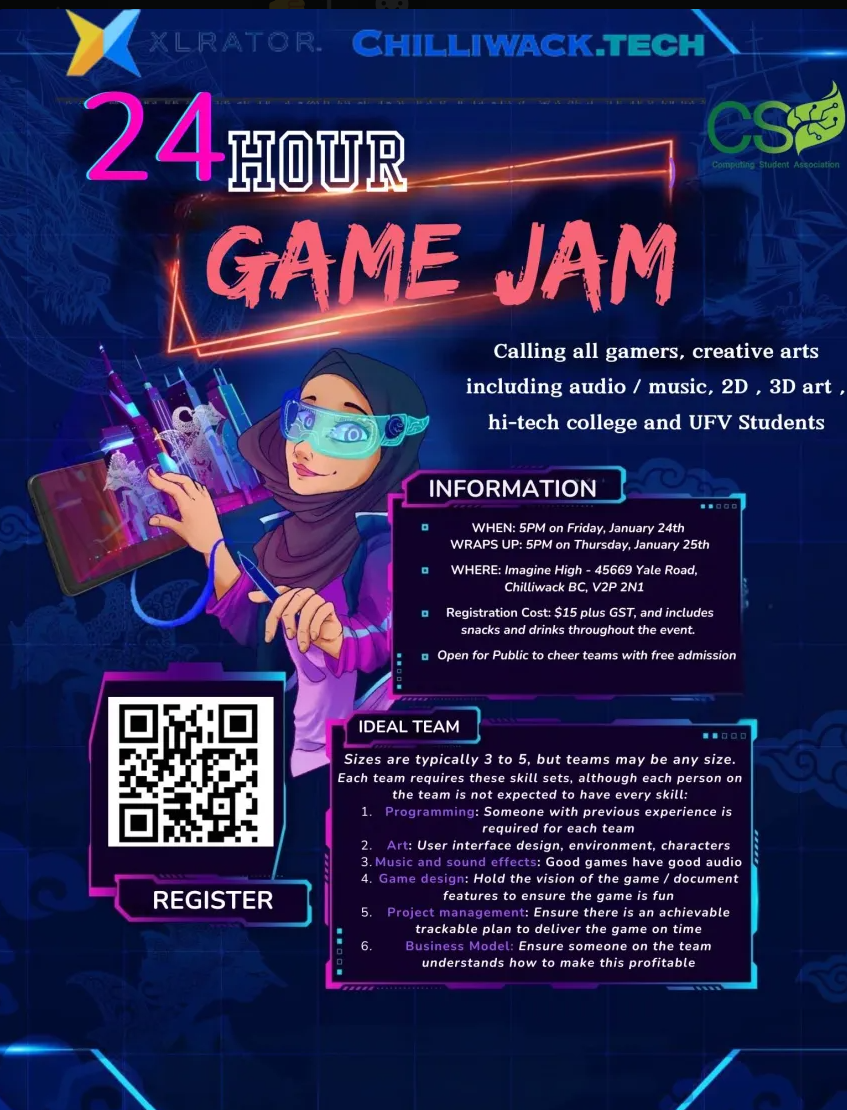 XLRATOR.
CHILLIWACK.TECH
24
HOUR
GAME JAM
CS
Computing Student Association
Calling all gamers, creative arts
including audio / music, 2D , 3D art ,
hi-tech college and UFV Students
INFORMATION
WHEN: 5PM on Friday, January 24th
WRAPS UP: 5PM on Thursday, January 25th
WHERE: Imagine High - 45669 Yale Road,
Chilliwack BC, V2P 2N1
Registration Cost: $15 plus GST, and includes
snacks and drinks throughout the event.
Open for Public to cheer teams with free admission
REGISTER
IDEAL TEAM
Sizes are typically 3 to 5, but teams may be any size.
Each team requires these skill sets, although each person on
the team is not expected to have every skill:
1. Programming: Someone with previous experience is
required for each team
2. Art: User interface design, environment, characters
3. Music and sound effects: Good games have good audio
4. Game design: Hold the vision of the game / document
features to ensure the game is fun
5. Project management: Ensure there is an achievable
trackable plan to deliver the game on time
6. Business Model: Ensure someone on the team
understands how to make this profitable